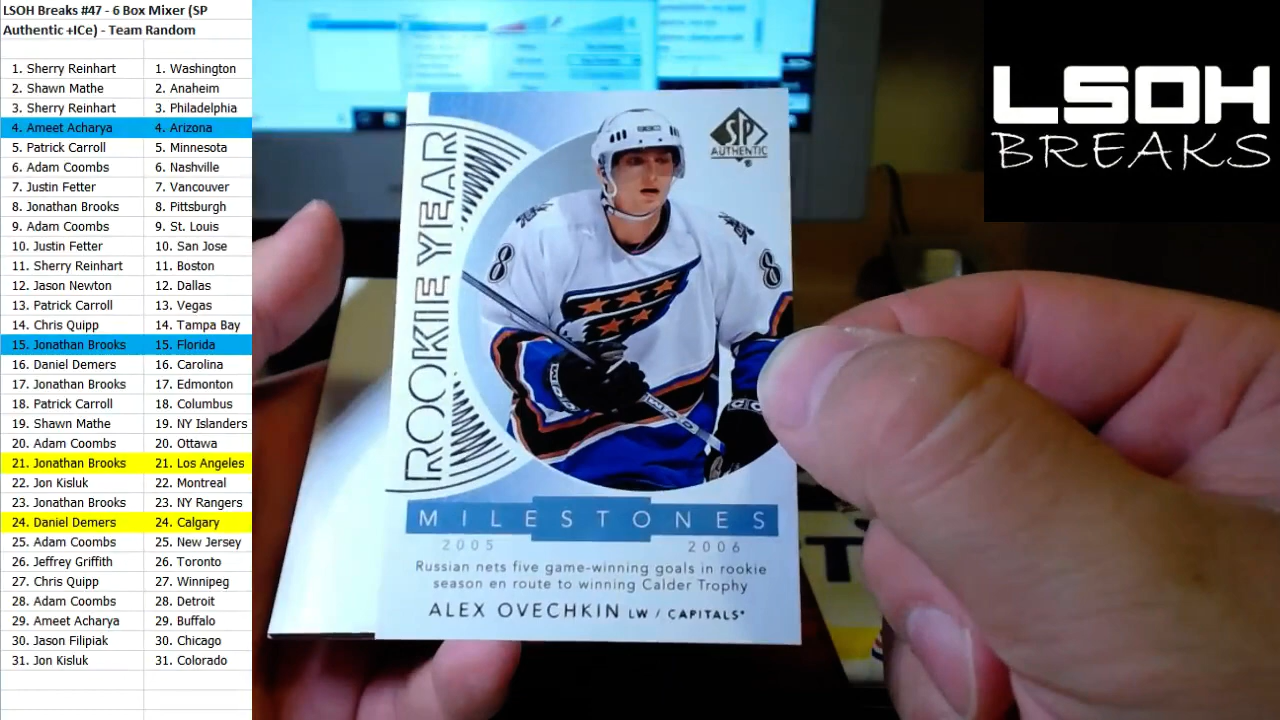 LSOH Breaks #47 - 6 Box Mixer (SP
Authentic +ICe) - Team Random
1. Sherry Reinhart 1. Washington
2. Shawn Mathe 2. Anaheim
3. Sherry Reinhart 3. Philadelphia
4. Ameet Acharya 4. Arizona
5. Patrick Carroll 5. Minnesota
6. Adam Coombs 6. Nashville
7. Justin Fetter 7. Vancouver
8. Jonathan Brooks 8. Pittsburgh
9. Adam Coombs 9. St. Louis
10. Justin Fetter 10. San Jose
11. Sherry Reinhart 11. Boston
12. Jason Newton 12. Dallas
13. Patrick Carroll 13. Vegas
14. Chris Quipp 14. Tampa Bay
15. Jonathan Brooks 15. Florida
16. Daniel Demers 16. Carolina
17. Jonathan Brooks 17. Edmonton
18. Patrick Carroll 18. Columbus
19. Shawn Mathe 19. NY Islanders
20. Adam Coombs 20. Ottawa
21. Jonathan Brooks 21. Los Angeles
22. Jon Kisluk 22. Montreal
23. Jonathan Brooks 23. NY Rangers
24. Daniel Demers 24. Calgary
25. Adam Coombs 25. New Jersey
26. Jeffrey Griffith 26. Toronto
27. Chris Quipp 27. Winnipeg
28. Adam Coombs 28. Detroit
29. Ameet Acharya 29. Buffalo
30. Jason Filipiak 30. Chicago
31. Jon Kisluk 31. Colorado
SP
AUTHENTIC
ROOKIE YEAR
8 8
MILESTONES
2005 2006
Russian nets five game-winning goals in rookie
season en route to winning Calder Trophy
ALEX OVECHKIN LW / CAPITALS
LSOH
BREAKS